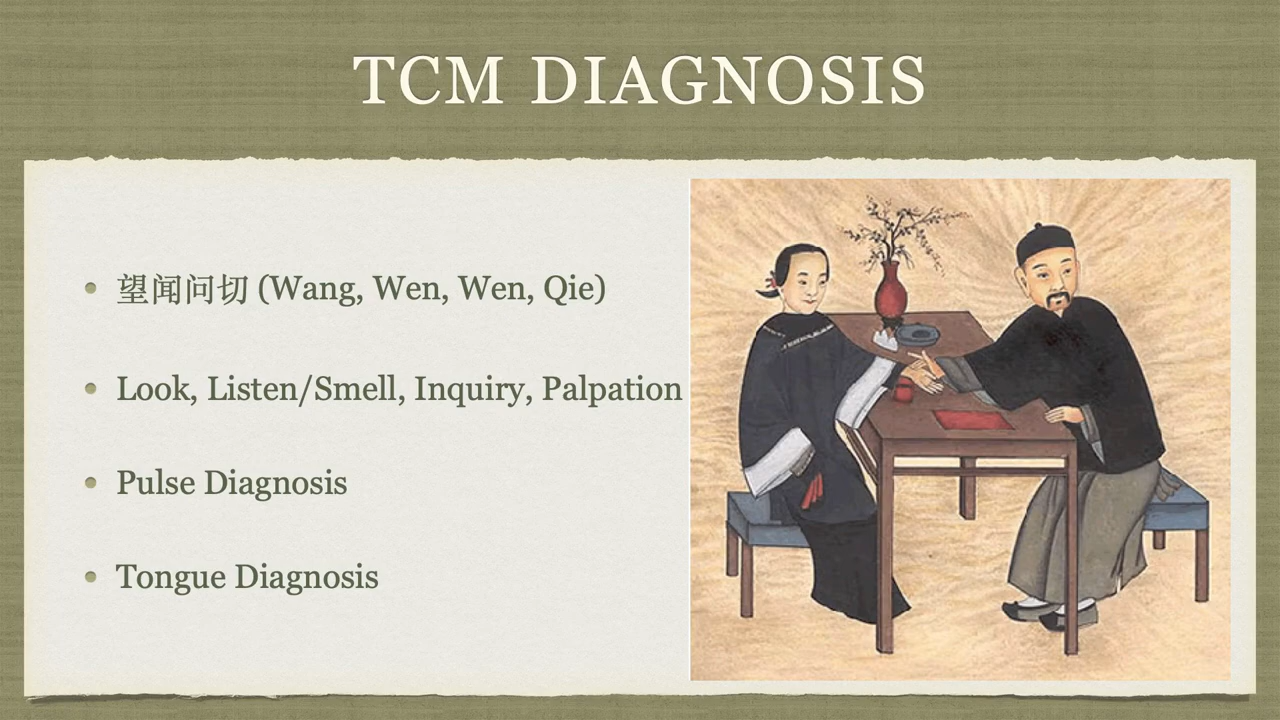 TCM DIAGNOSIS
望闻问切 (Wang, Wen, Wen, Qie)
Look, Listen/Smell, Inquiry, Palpation
Pulse Diagnosis
Tongue Diagnosis